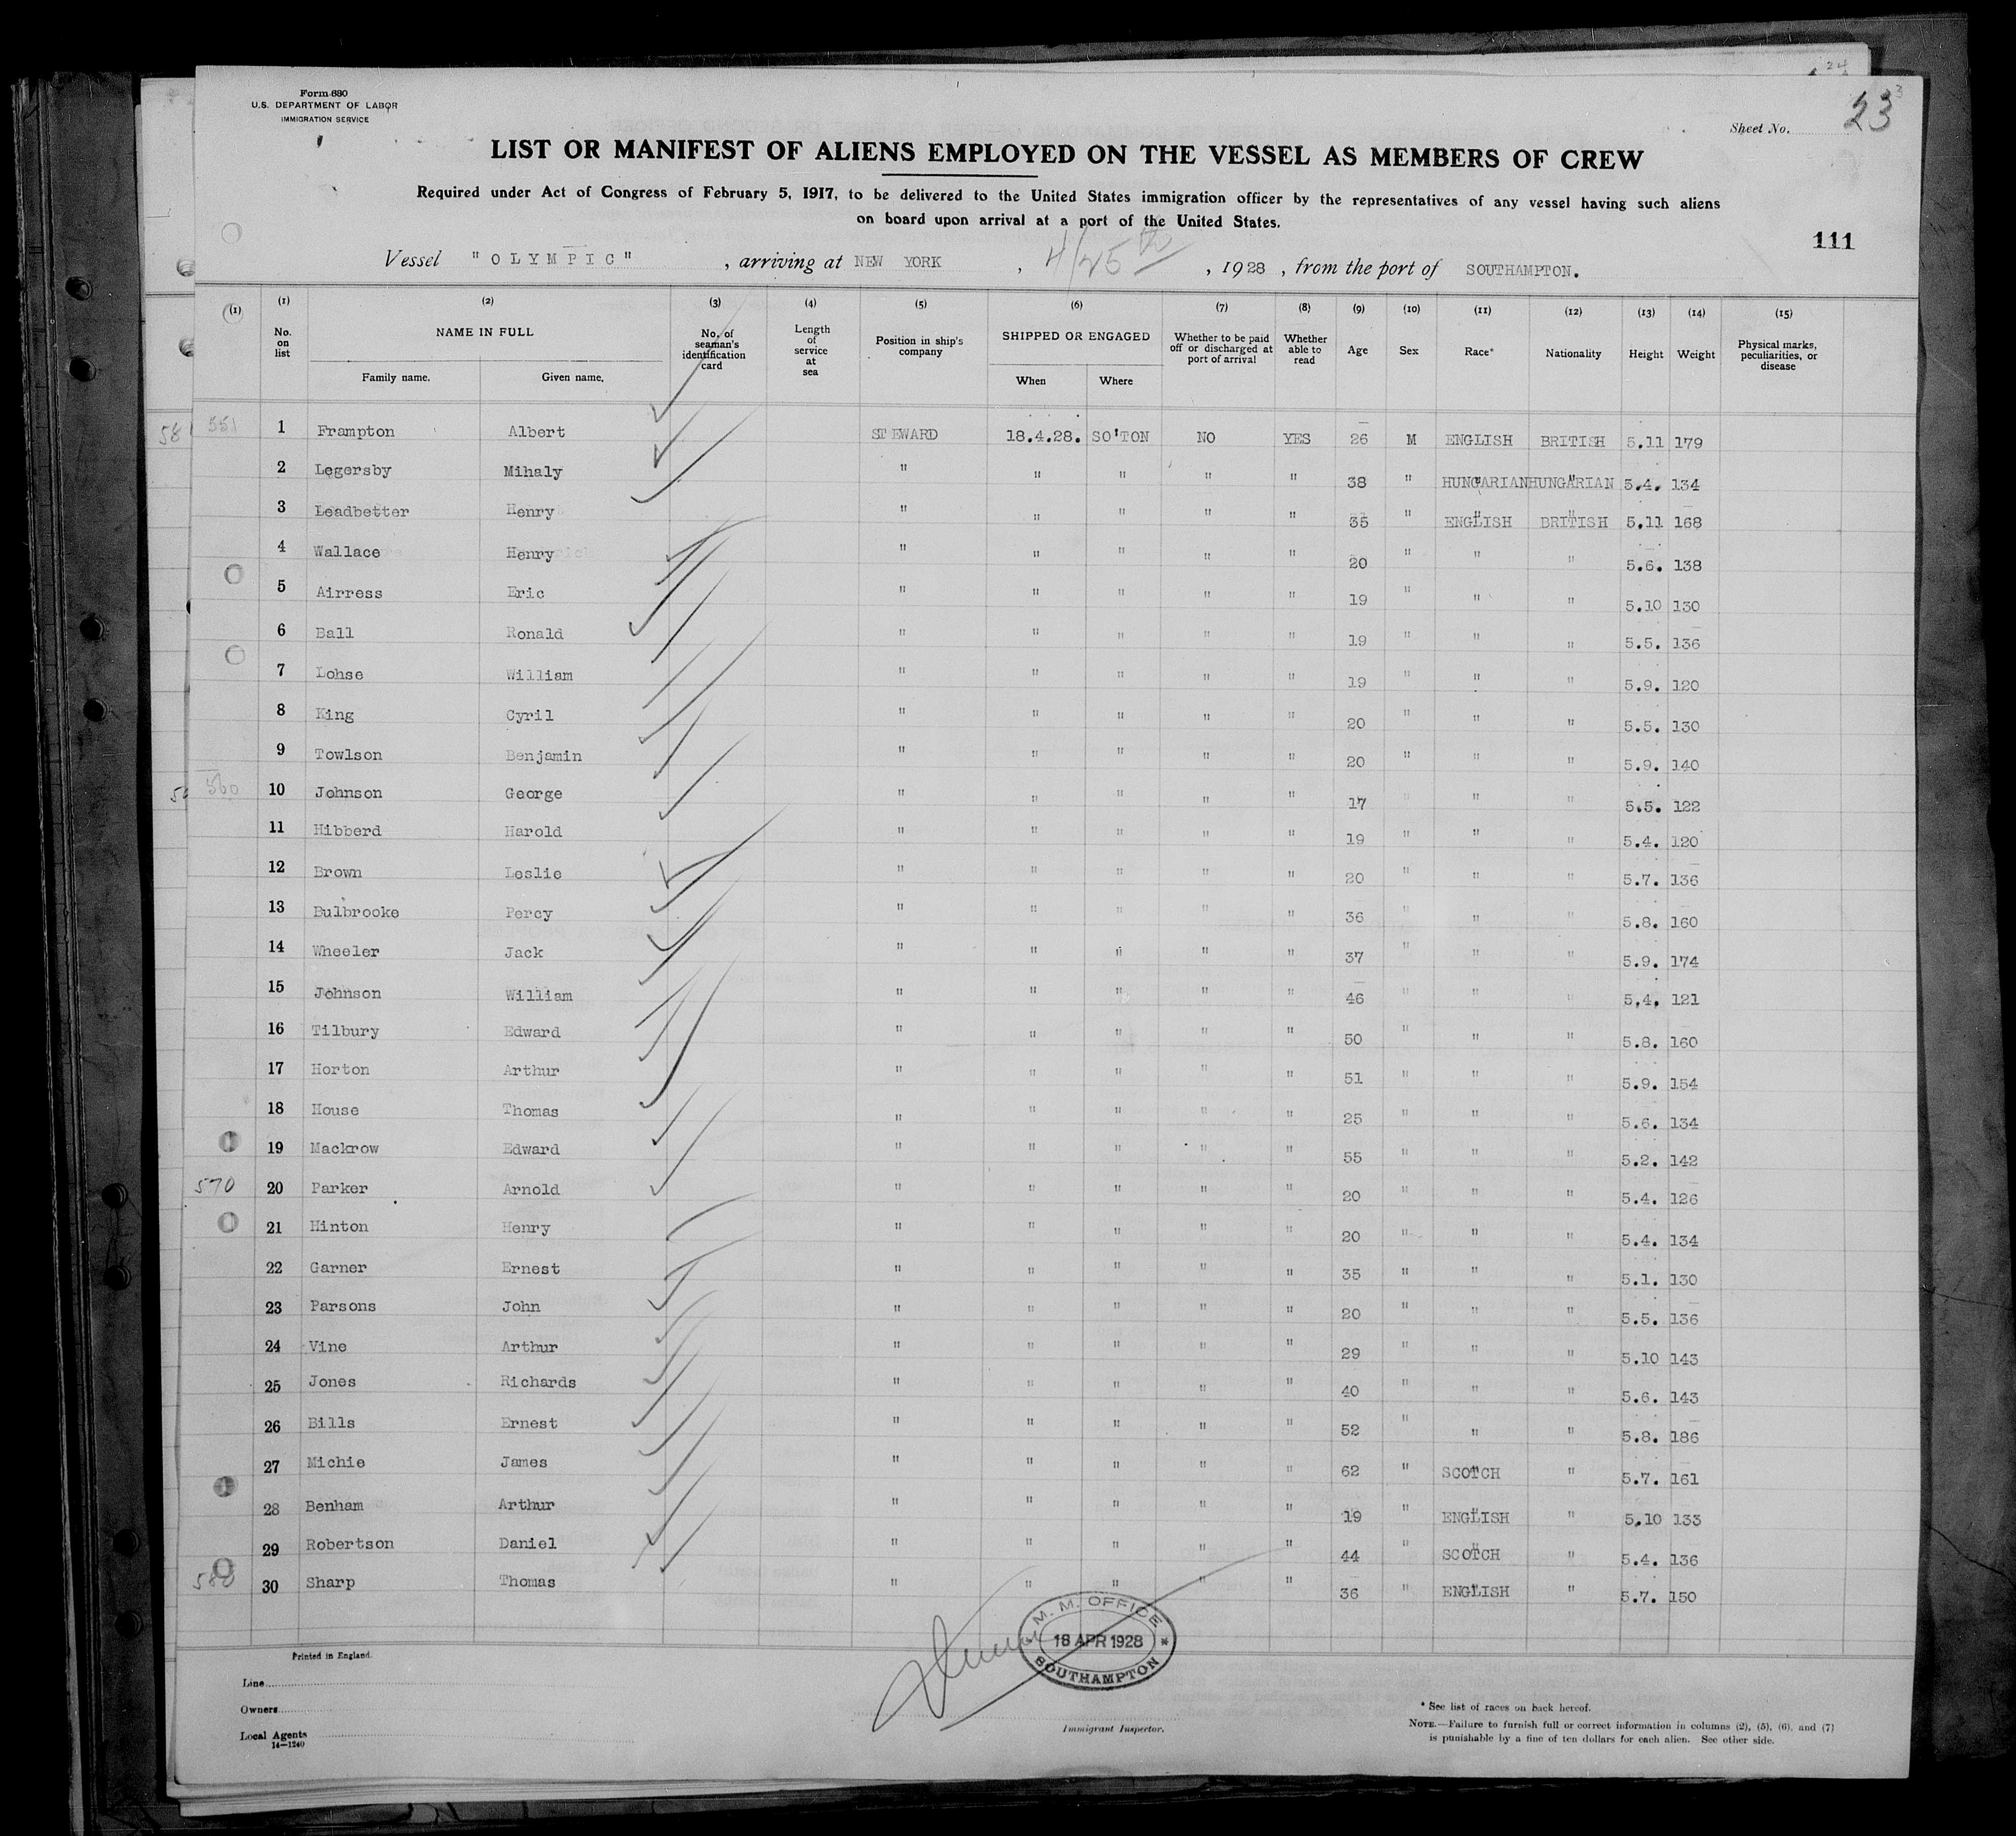 Form 680
U.S. DEPARTMENT OF LABOR
IMMIGRATION SERVICE
Sheet No. 23
LIST OR MANIFEST OF ALIENS EMPLOYED ON THE VESSEL AS MEMBERS OF CREW
Required under Act of Congress of February 5, 1917, to be delivered to the United States immigration officer by the representatives of any vessel having such aliens
on board upon arrival at a port of the United States.
111
Vessel "OLYMPIC", arriving at NEW YORK, 4/25th, 1928, from the port of SOUTHAMPTON.
(1) (1) (2) (3) (4) (5) (6) (7) (8) (9) (10) (11) (12) (13) (14) (15)
No. on list NAME IN FULL Family name. Given name. No. of seaman's identification card Length of service at sea Position in ship's company SHIPPED OR ENGAGED When Where Whether to be paid off or discharged at port of arrival Whether able to read Age Sex Race* Nationality Height Weight Physical marks, peculiarities, or disease
551 1 Frampton Albert STEWARD 18.4.28. SO'TON NO YES 26 M ENGLISH BRITISH 5.11 179
2 Legersby Mihaly " " " " " 38 " HUNGARIAN HUNGARIAN 5.4. 134
3 Leadbetter Henry " " " " " 35 " ENGLISH BRITISH 5.11 168
4 Wallace Henry " " " " " 20 " " " 5.6. 138
5 Airress Eric " " " " " 19 " " " 5.10 130
6 Ball Ronald " " " " " 19 " " " 5.5. 136
7 Lohse William " " " " " 19 " " " 5.9. 120
8 King Cyril " " " " " 20 " " " 5.5. 130
9 Towlson Benjamin " " " " " 20 " " " 5.9. 140
560 10 Johnson George " " " " " 17 " " " 5.5. 122
11 Hibberd Harold " " " " " 19 " " " 5.4. 120
12 Brown Leslie " " " " " 20 " " " 5.7. 136
13 Bulbrooke Percy " " " " " 36 " " " 5.8. 160
14 Wheeler Jack " " " " " 37 " " " 5.9. 174
15 Johnson William " " " " " 46 " " " 5.4. 121
16 Tilbury Edward " " " " " 50 " " " 5.8. 160
17 Horton Arthur " " " " " 51 " " " 5.9. 154
18 House Thomas " " " " " 25 " " " 5.6. 134
19 Mackrow Edward " " " " " 55 " " " 5.2. 142
570 20 Parker Arnold " " " " " 20 " " " 5.4. 126
21 Hinton Henry " " " " " 20 " " " 5.4. 134
22 Garner Ernest " " " " " 35 " " " 5.1. 130
23 Parsons John " " " " " 20 " " " 5.5. 136
24 Vine Arthur " " " " " 29 " " " 5.10 143
25 Jones Richards " " " " " 40 " " " 5.6. 143
26 Bills Ernest " " " " " 52 " " " 5.8. 186
27 Michie James " " " " " 62 " SCOTCH " 5.7. 161
28 Benham Arthur " " " " " 19 " ENGLISH " 5.10 133
29 Robertson Daniel " " " " " 44 " SCOTCH " 5.4. 136
580 30 Sharp Thomas " " " " " 36 " ENGLISH " 5.7. 150
M. M. OFFICE
18 APR 1928
SOUTHAMPTON
Printed in England.
Line
Owners
Local Agents
14—1240
Immigrant Inspector.
* See list of races on back hereof.
NOTE.—Failure to furnish full or correct information in columns (2), (5), (6), and (7)
is punishable by a fine of ten dollars for each alien. See other side.